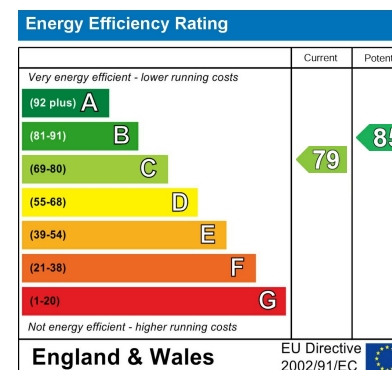 Energy Efficiency Rating
Current Potent
Very energy efficient - lower running costs
(92 plus) A
(81-91) B 85
(69-80) C 79
(55-68) D
(39-54) E
(21-38) F
(1-20) G
Not energy efficient - higher running costs
England & Wales
EU Directive
2002/91/EC